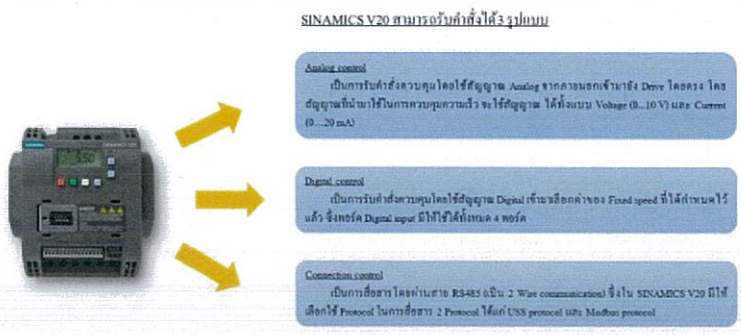 SINAMICS V20 สามารถรับคำสั่งได้ 3 รูปแบบ
Analog control
เป็นการรับคำสั่งควบคุมโดยใช้สัญญาณ Analog จากภายนอกเข้ามายัง Drive โดยตรง โดย
สัญญาณที่นำมาใช้ในการควบคุมความเร็ว จะใช้สัญญาณ ได้ทั้งแบบ Voltage (0...10 V) และ Current
(0...20 mA)
SIEMENS
550
Digital control
เป็นการรับคำสั่งควบคุมโดยใช้สัญญาณ Digital เข้ามาเลือกค่าของ Fixed speed ที่ได้กำหนดไว้
แล้ว ซึ่งพอร์ต Digital input มีให้ใช้ได้ทั้งหมด 4 พอร์ต
Connection control
เป็นการสื่อสารโดยผ่านสาย RS485 (เป็น 2 Wire communication) ซึ่งใน SINAMICS V20 มีให้
เลือกใช้ Protocol ในการสื่อสาร 2 Protocol ได้แก่ USS protocol และ Modbus protocol